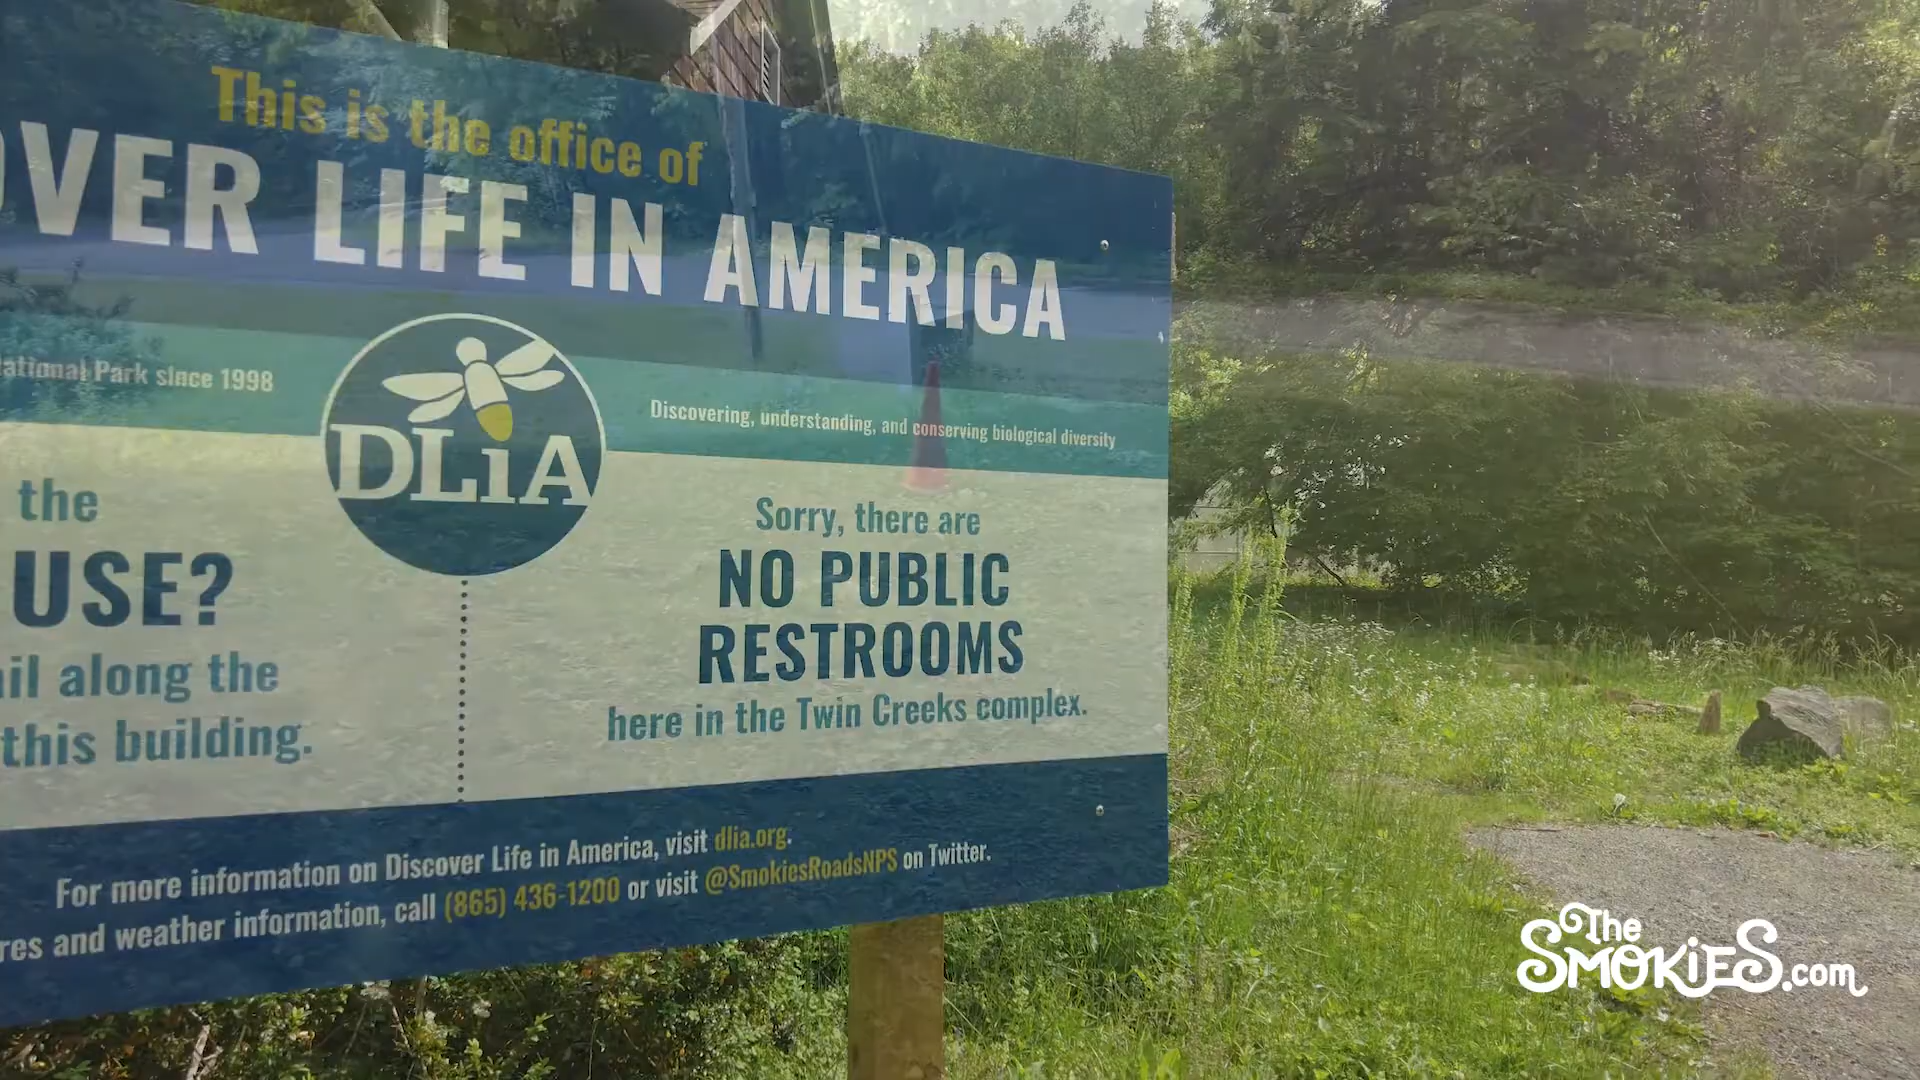 This is the office of
OVER LIFE IN AMERICA
National Park since 1998
DLiA
Discovering, understanding, and conserving biological diversity
the
USE?
ail along the
this building.
Sorry, there are
NO PUBLIC
RESTROOMS
here in the Twin Creeks complex.
For more information on Discover Life in America, visit dlia.org.
res and weather information, call (865) 436-1200 or visit @SmokiesRoadsNPS on Twitter.
The
SMOKiES.com